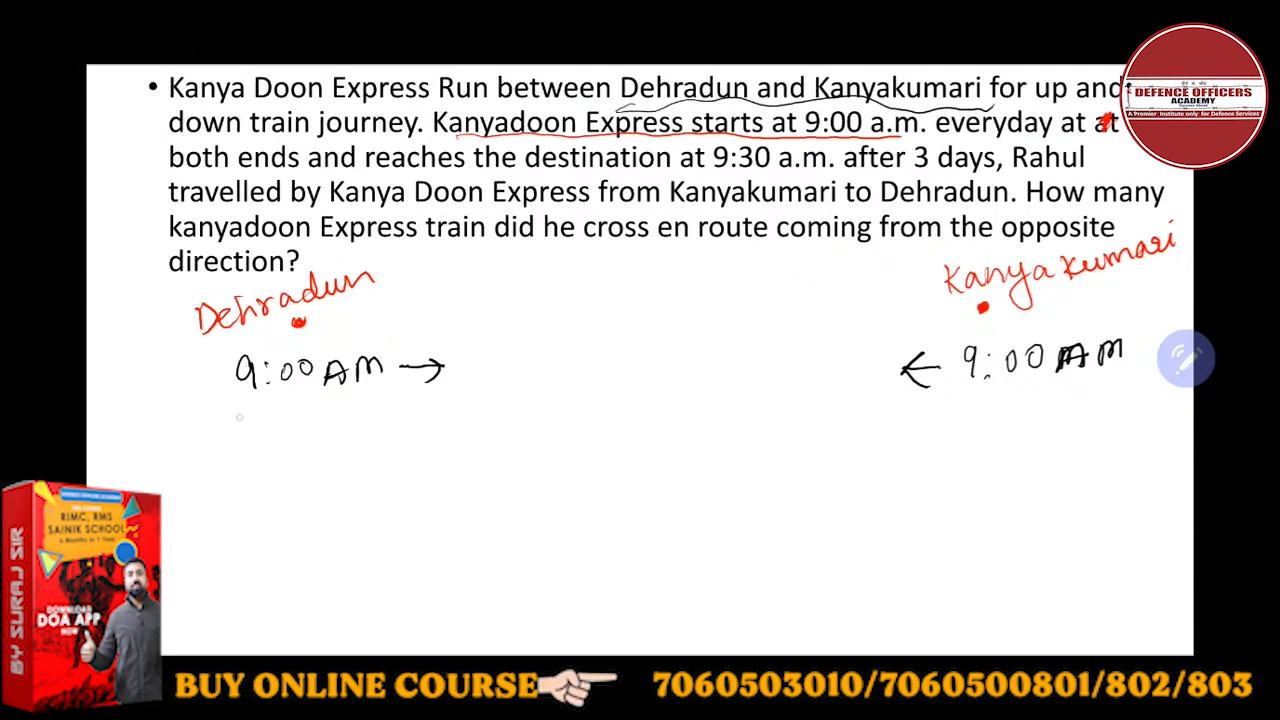 • Kanya Doon Express Run between Dehradun and Kanyakumari for up and
down train journey. Kanyadoon Express starts at 9:00 a.m. everyday at at
both ends and reaches the destination at 9:30 a.m. after 3 days, Rahul
travelled by Kanya Doon Express from Kanyakumari to Dehradun. How many
kanyadoon Express train did he cross en route coming from the opposite
direction?
DEFENCE OFFICERS
ACADEMY
A Premier Institute only for Defence Services
Dehradun
Kanyakumari
9:00 AM →
← 9:00 AM
RIMC, RMS
SAINIK SCHOOL
DOWNLOAD
DOA APP
NOW
BY SURAJ SIR
BUY ONLINE COURSE
7060503010/7060500801/802/803